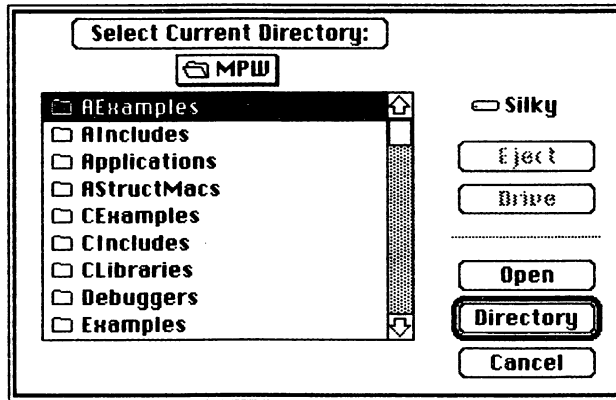 Select Current Directory:
MPW
AExamples
AIncludes
Applications
AStructMacs
CExamples
CIncludes
CLibraries
Debuggers
Examples
Silky
Eject
Drive
Open
Directory
Cancel